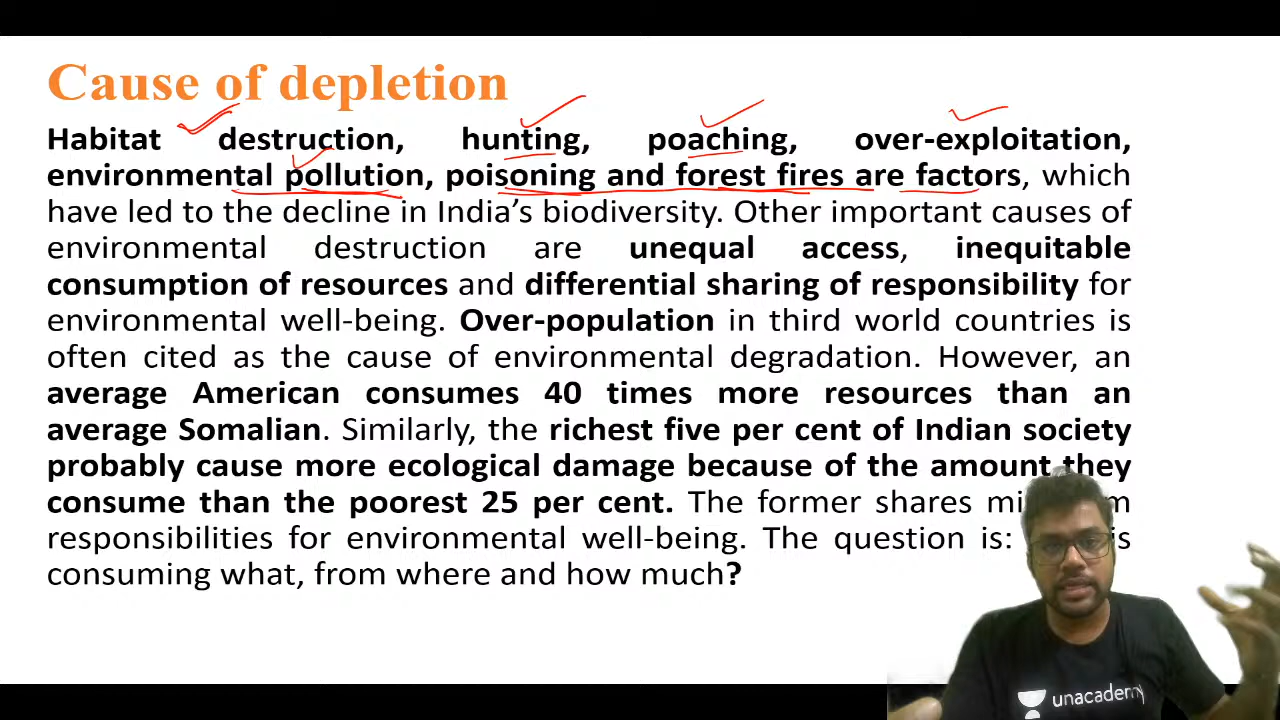 Cause of depletion
Habitat destruction, hunting, poaching, over-exploitation,
environmental pollution, poisoning and forest fires are factors, which
have led to the decline in India's biodiversity. Other important causes of
environmental destruction are unequal access, inequitable
consumption of resources and differential sharing of responsibility for
environmental well-being. Over-population in third world countries is
often cited as the cause of environmental degradation. However, an
average American consumes 40 times more resources than an
average Somalian. Similarly, the richest five per cent of Indian society
probably cause more ecological damage because of the amount they
consume than the poorest 25 per cent. The former shares
responsibilities for environmental well-being. The question is: is
consuming what, from where and how much?
unacademy